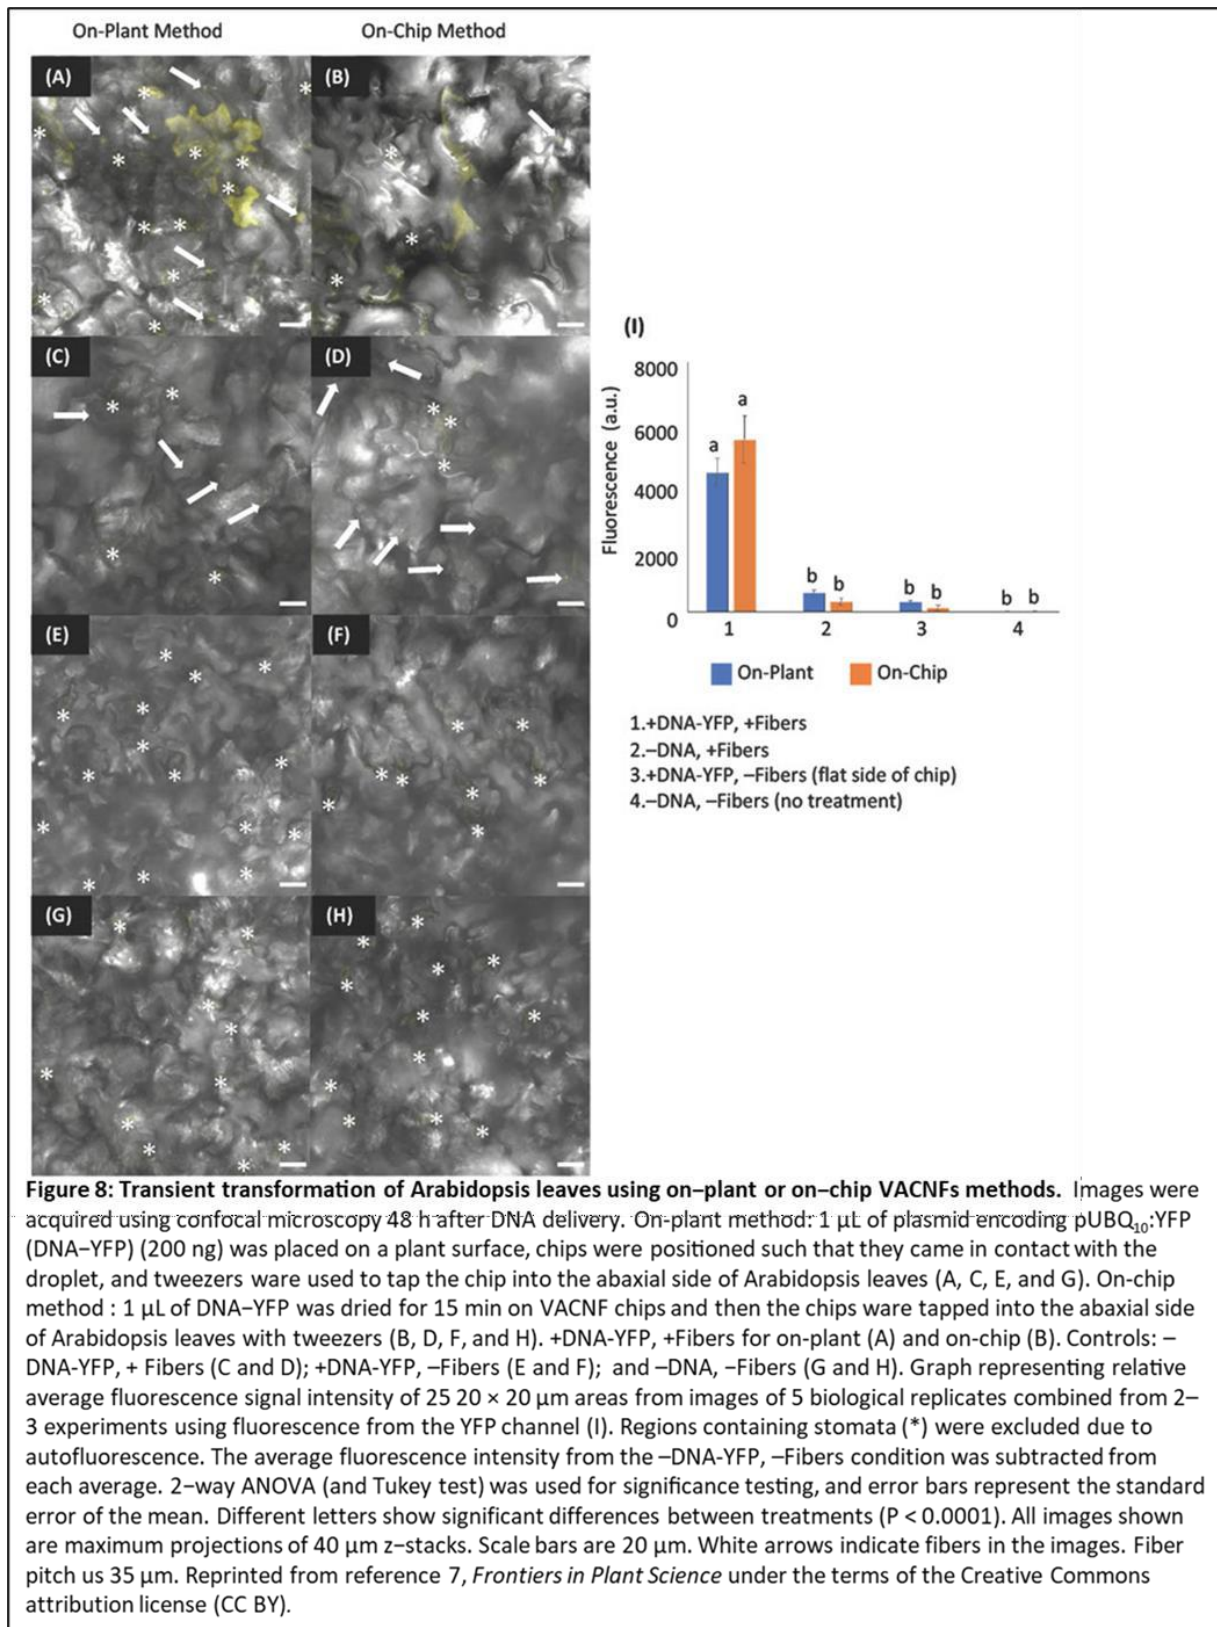 On-Plant Method
On-Chip Method
(A)
(B)
(C)
(D)
(E)
(F)
(G)
(H)
(I)
Fluorescence (a.u.)
8000
6000
4000
2000
0
a
a
b
b
b
b
b
b
1
2
3
4
On-Plant
On-Chip
1.+DNA-YFP, +Fibers
2.–DNA, +Fibers
3.+DNA-YFP, –Fibers (flat side of chip)
4.–DNA, –Fibers (no treatment)
Figure 8: Transient transformation of Arabidopsis leaves using on–plant or on–chip VACNFs methods. Images were
acquired using confocal microscopy 48 h after DNA delivery. On-plant method: 1 µL of plasmid encoding pUBQ₁₀:YFP
(DNA–YFP) (200 ng) was placed on a plant surface, chips were positioned such that they came in contact with the
droplet, and tweezers ware used to tap the chip into the abaxial side of Arabidopsis leaves (A, C, E, and G). On-chip
method : 1 µL of DNA–YFP was dried for 15 min on VACNF chips and then the chips ware tapped into the abaxial side
of Arabidopsis leaves with tweezers (B, D, F, and H). +DNA-YFP, +Fibers for on-plant (A) and on-chip (B). Controls: –
DNA-YFP, + Fibers (C and D); +DNA-YFP, –Fibers (E and F); and –DNA, –Fibers (G and H). Graph representing relative
average fluorescence signal intensity of 25 20 × 20 µm areas from images of 5 biological replicates combined from 2–
3 experiments using fluorescence from the YFP channel (I). Regions containing stomata (*) were excluded due to
autofluorescence. The average fluorescence intensity from the –DNA-YFP, –Fibers condition was subtracted from
each average. 2–way ANOVA (and Tukey test) was used for significance testing, and error bars represent the standard
error of the mean. Different letters show significant differences between treatments (P < 0.0001). All images shown
are maximum projections of 40 µm z–stacks. Scale bars are 20 µm. White arrows indicate fibers in the images. Fiber
pitch us 35 µm. Reprinted from reference 7, Frontiers in Plant Science under the terms of the Creative Commons
attribution license (CC BY).